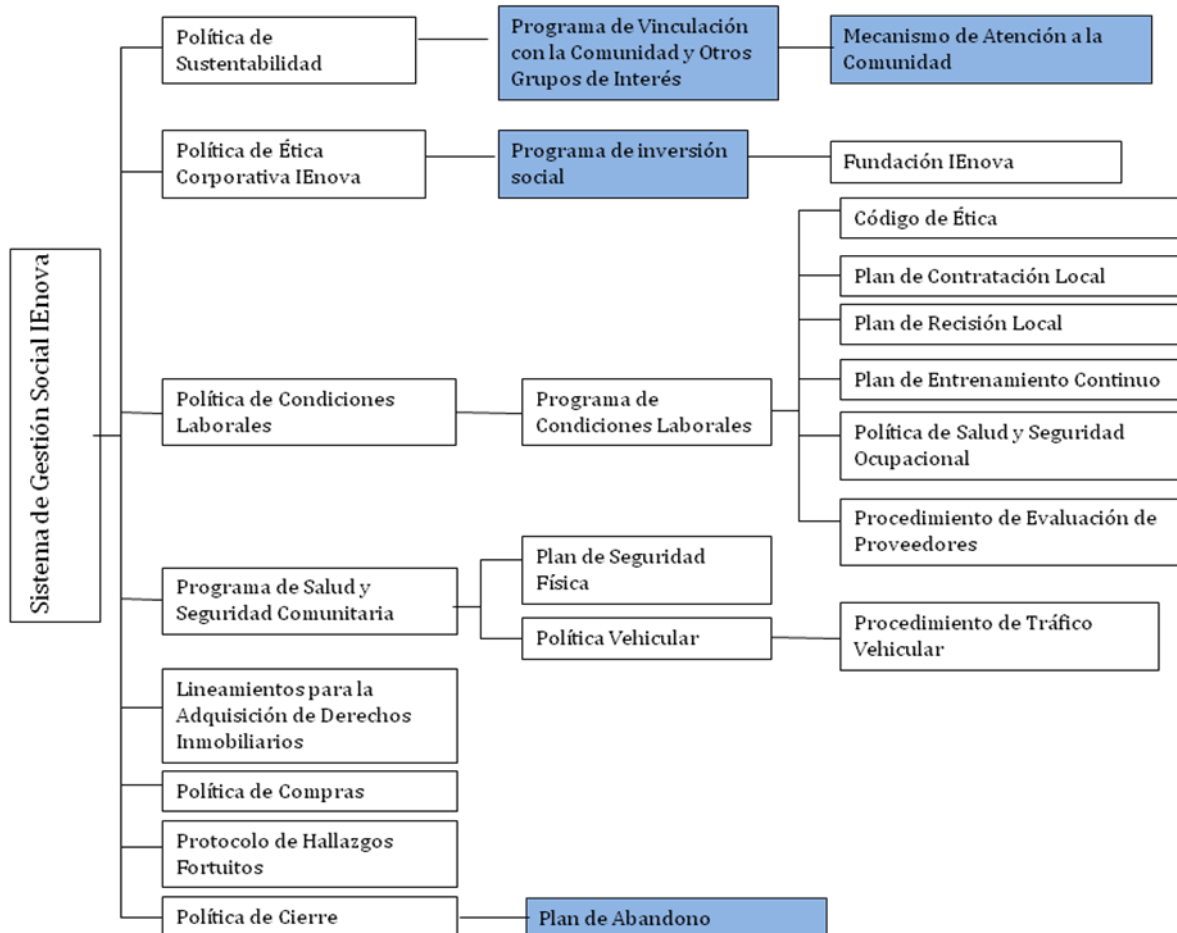 Sistema de Gestión Social IEnova
Política de
Sustentabilidad
Programa de Vinculación
con la Comunidad y Otros
Grupos de Interés
Mecanismo de Atención a la
Comunidad
Política de Ética
Corporativa IEnova
Programa de inversión
social
Fundación IEnova
Política de Condiciones
Laborales
Programa de
Condiciones Laborales
Código de Ética
Plan de Contratación Local
Plan de Recisión Local
Plan de Entrenamiento Continuo
Política de Salud y Seguridad
Ocupacional
Procedimiento de Evaluación de
Proveedores
Programa de Salud y
Seguridad Comunitaria
Plan de Seguridad
Física
Política Vehicular
Procedimiento de Tráfico
Vehicular
Lineamientos para la
Adquisición de Derechos
Inmobiliarios
Política de Compras
Protocolo de Hallazgos
Fortuitos
Política de Cierre
Plan de Abandono